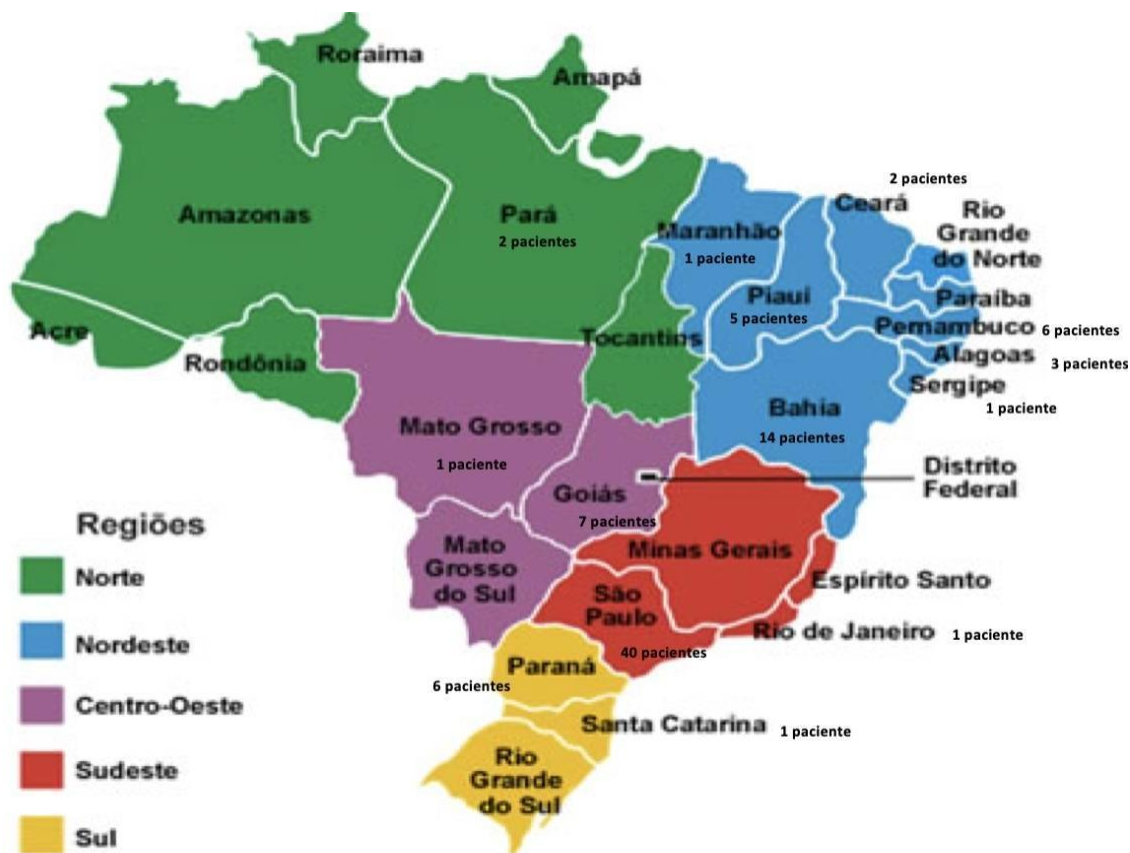 Roraima
Amapá
Amazonas
Pará
2 pacientes
Maranhão
1 paciente
2 pacientes
Ceará
Rio
Grande
do Norte
Piauí
5 pacientes
Paraíba
Pernambuco
6 pacientes
Alagoas
3 pacientes
Sergipe
1 paciente
Acre
Rondônia
Tocantins
Bahia
14 pacientes
Mato Grosso
1 paciente
Goiás
7 pacientes
Distrito
Federal
Mato
Grosso
do Sul
Minas Gerais
Espírito Santo
São
Paulo
40 pacientes
Rio de Janeiro
1 paciente
Paraná
6 pacientes
Santa Catarina
1 paciente
Rio
Grande
do Sul
Regiões
Norte
Nordeste
Centro-Oeste
Sudeste
Sul